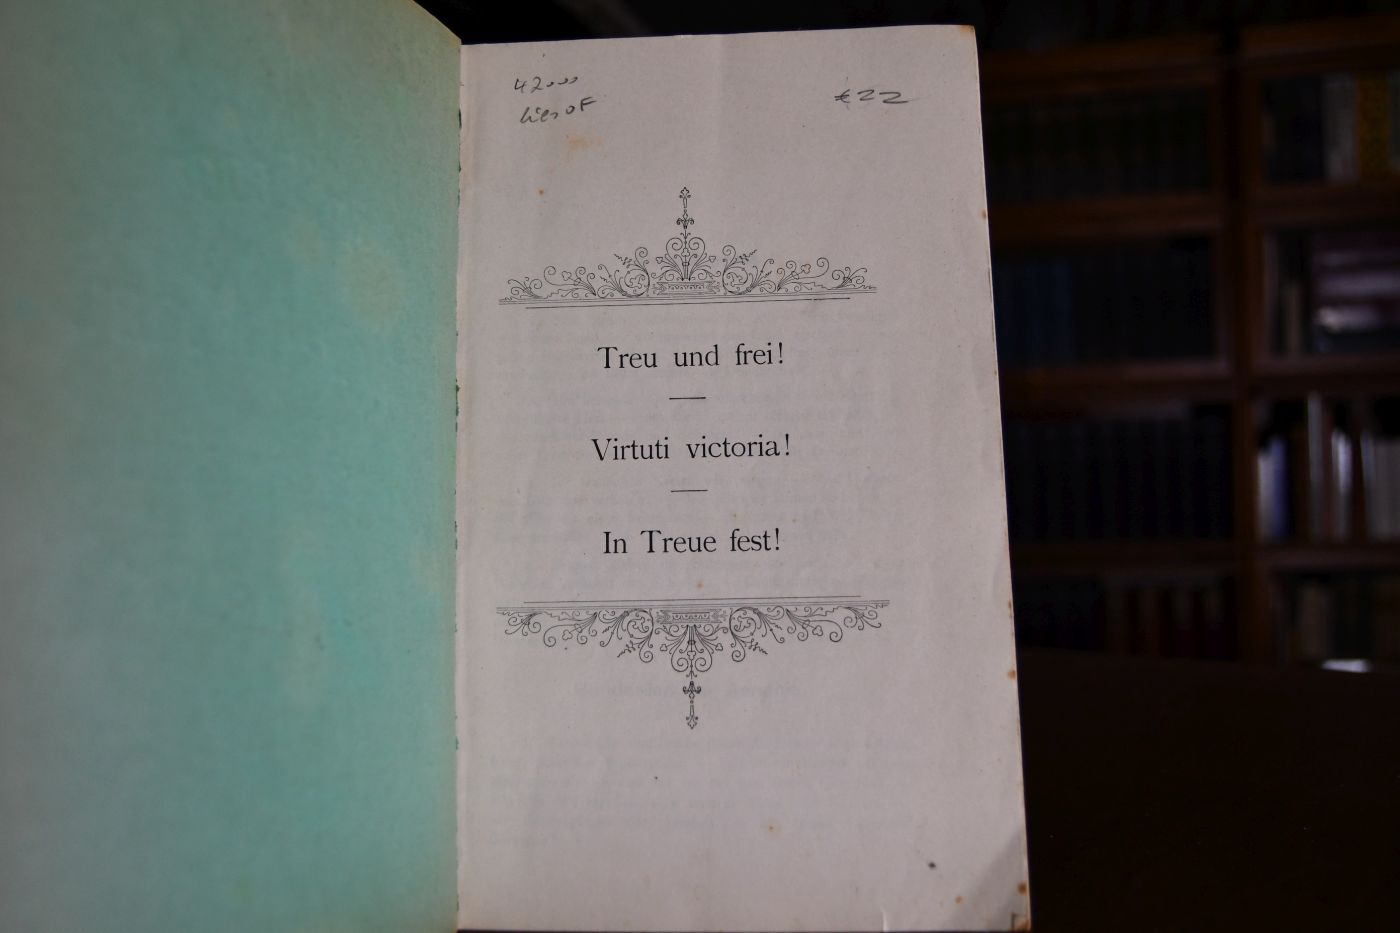 42000
€22
Treu und frei!
Virtuti victoria!
In Treue fest!